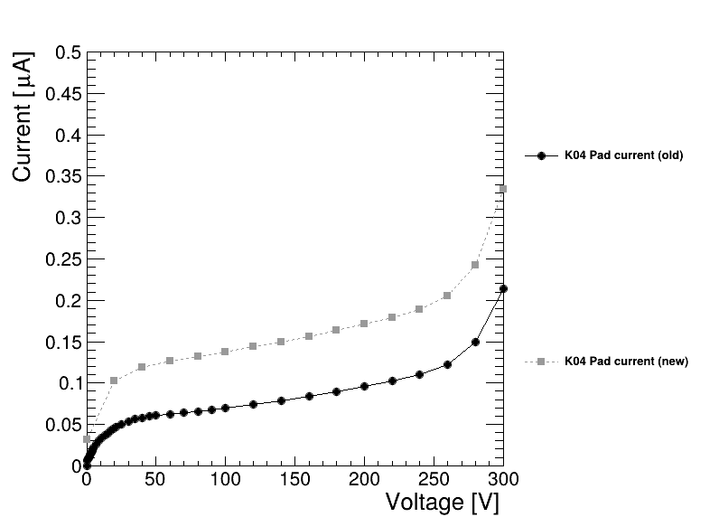 Current [μA]
0.5
0.45
0.4
0.35
0.3
0.25
0.2
0.15
0.1
0.05
0
0 50 100 150 200 250 300
Voltage [V]
K04 Pad current (old)
K04 Pad current (new)